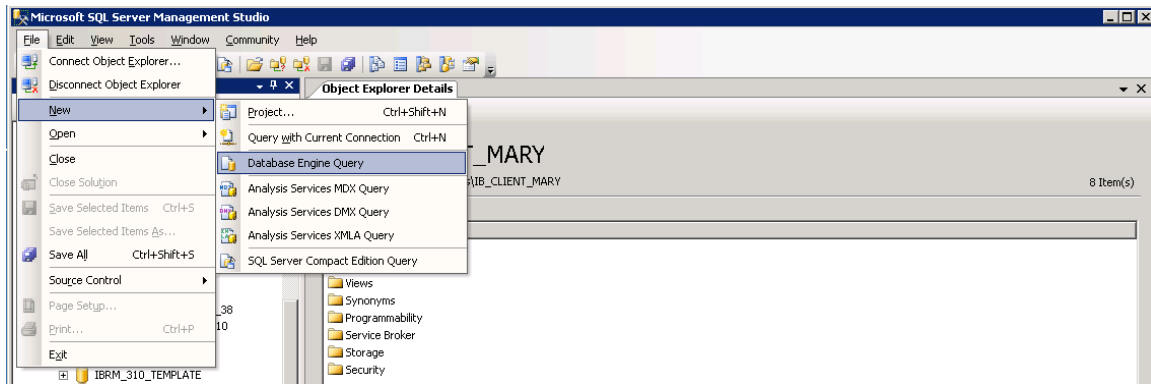 Microsoft SQL Server Management Studio
File Edit View Tools Window Community Help
Connect Object Explorer...
Disconnect Object Explorer
New
Open
Close
Close Solution
Save Selected Items Ctrl+S
Save Selected Items As...
Save All Ctrl+Shift+S
Source Control
Page Setup...
Print... Ctrl+P
Exit
Project... Ctrl+Shift+N
Query with Current Connection Ctrl+N
Database Engine Query
Analysis Services MDX Query
Analysis Services DMX Query
Analysis Services XMLA Query
SQL Server Compact Edition Query
Object Explorer Details
_MARY
\IB_CLIENT_MARY 8 Item(s)
Views
Synonyms
Programmability
Service Broker
Storage
Security
_38
10
IBRM_310_TEMPLATE